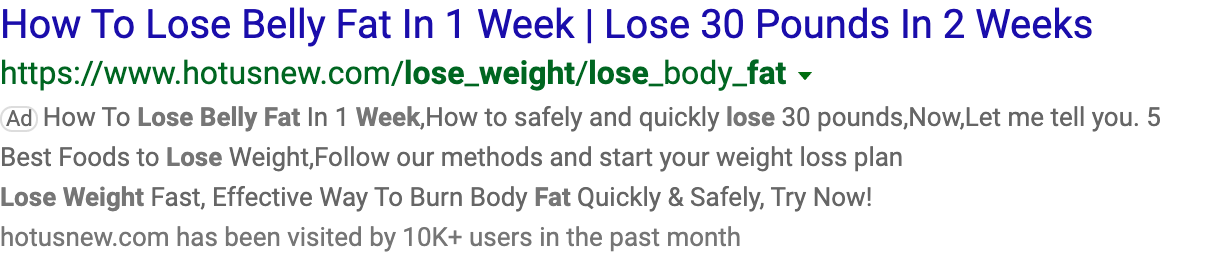 How To Lose Belly Fat In 1 Week | Lose 30 Pounds In 2 Weeks
https://www.hotusnew.com/lose_weight/lose_body_fat
Ad How To Lose Belly Fat In 1 Week,How to safely and quickly lose 30 pounds,Now,Let me tell you. 5
Best Foods to Lose Weight,Follow our methods and start your weight loss plan
Lose Weight Fast, Effective Way To Burn Body Fat Quickly & Safely, Try Now!
hotusnew.com has been visited by 10K+ users in the past month